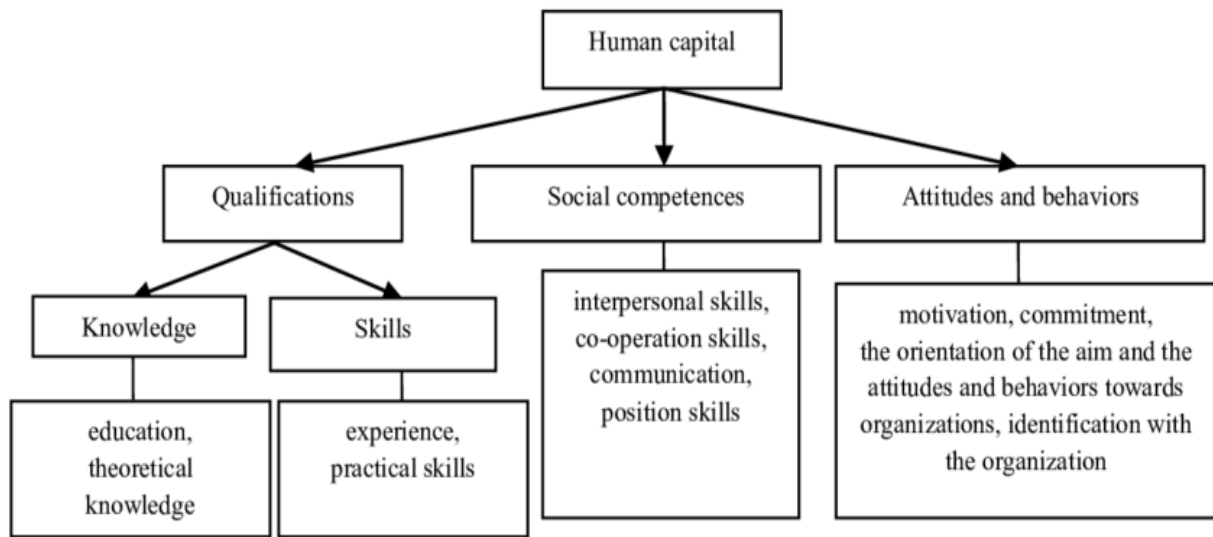 Human capital
Qualifications
Social competences
Attitudes and behaviors
Knowledge
Skills
education,
theoretical
knowledge
experience,
practical skills
interpersonal skills,
co-operation skills,
communication,
position skills
motivation, commitment,
the orientation of the aim and the
attitudes and behaviors towards
organizations, identification with
the organization